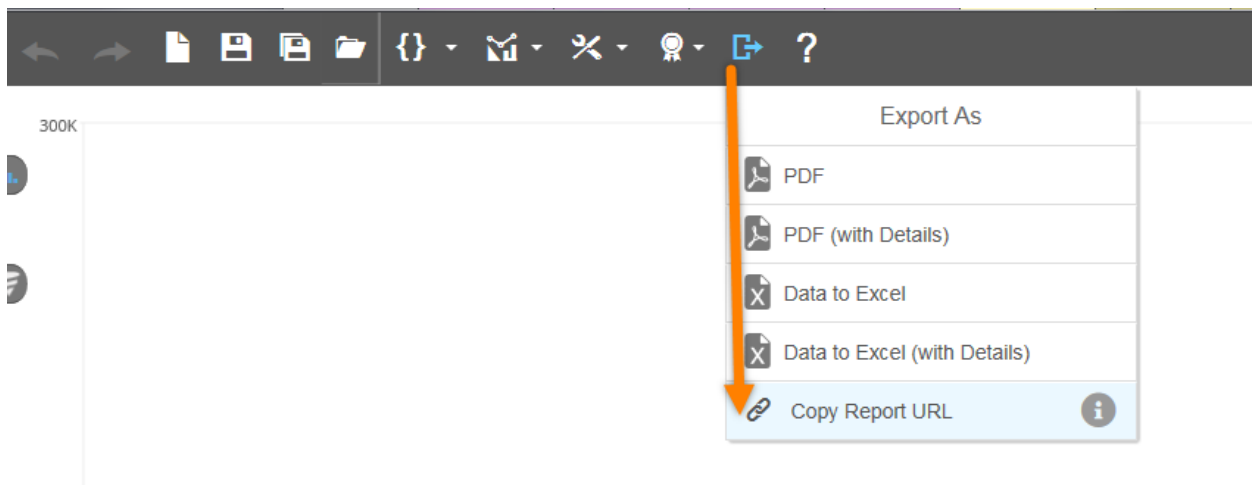 {} ?
300K
Export As
PDF
PDF (with Details)
Data to Excel
Data to Excel (with Details)
Copy Report URL